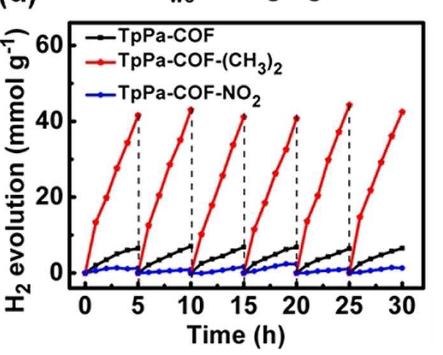 TpPa-COF
TpPa-COF-(CH₃)₂
TpPa-COF-NO₂
H₂ evolution (mmol g⁻¹)
60
40
20
0
0 5 10 15 20 25 30
Time (h)